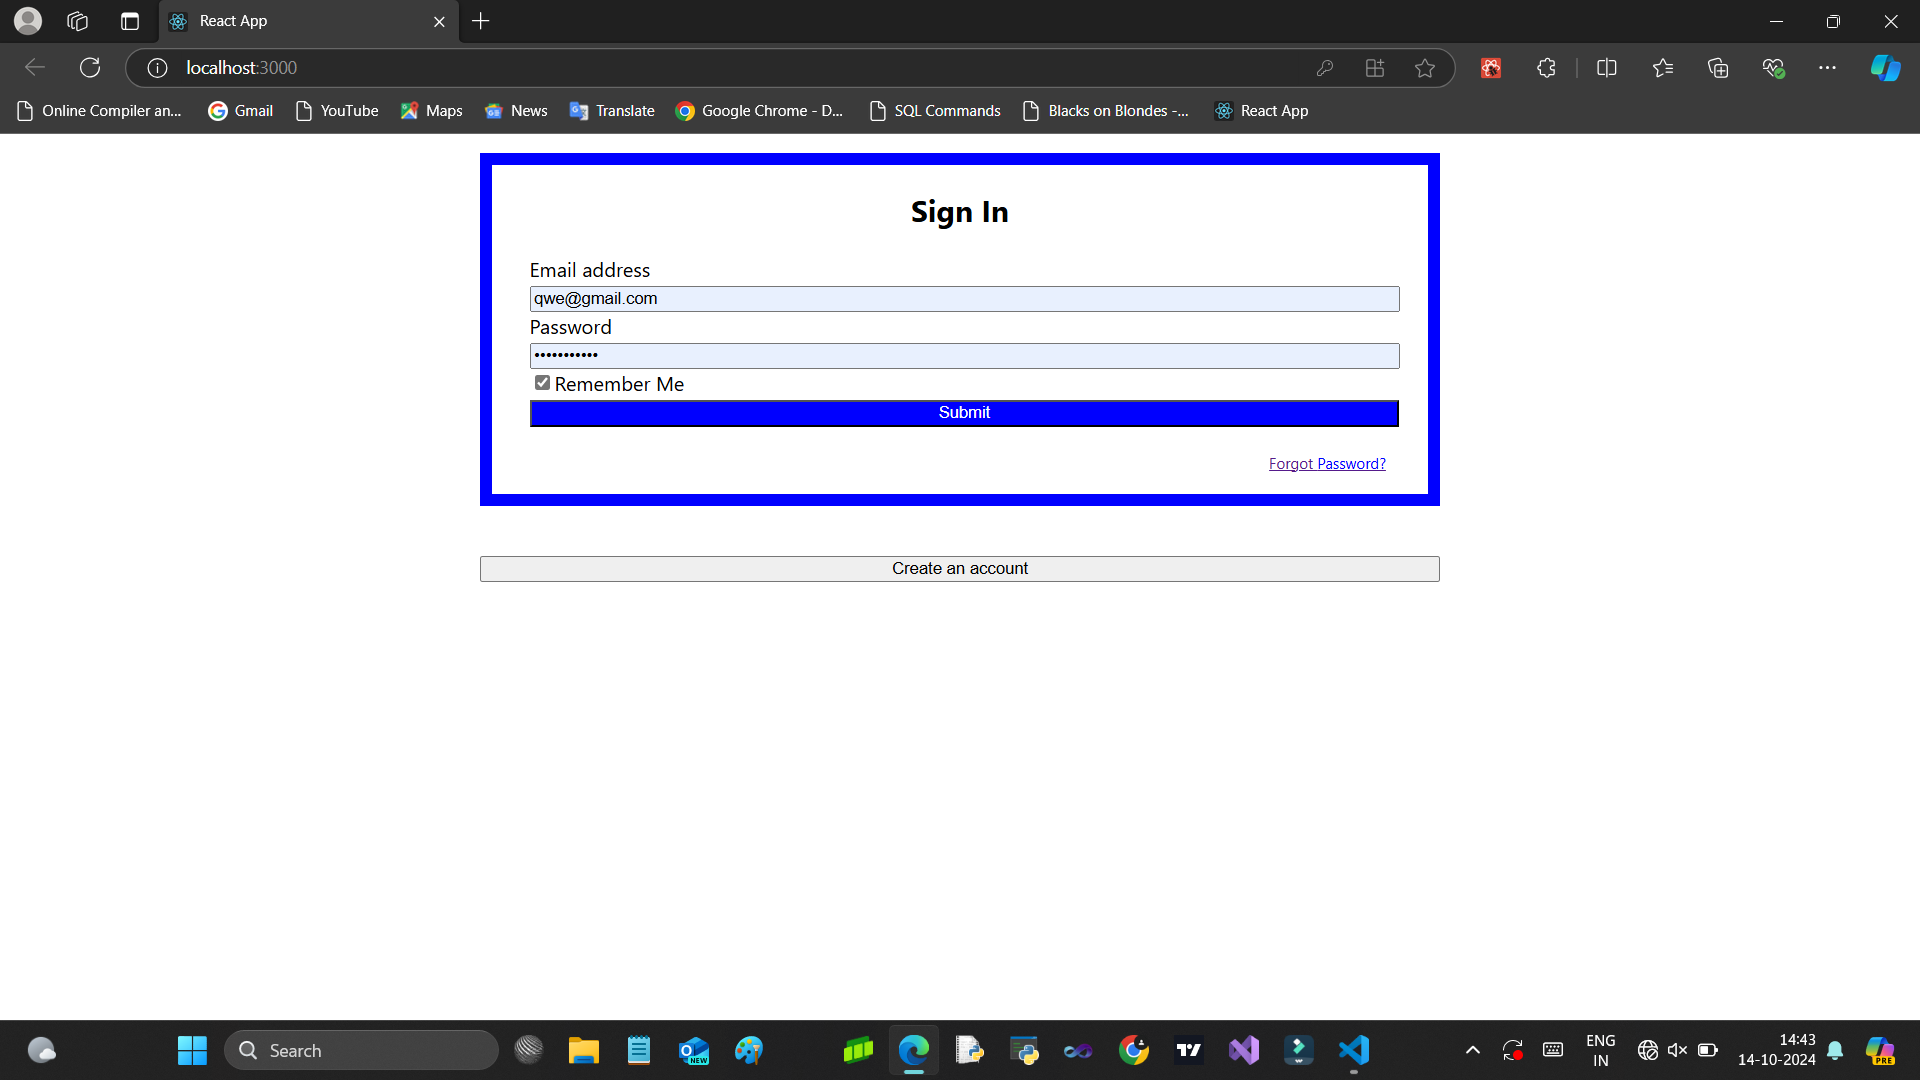 React App
localhost:3000
Online Compiler an... Gmail YouTube Maps News Translate Google Chrome - D... SQL Commands Blacks on Blondes -... React App
Sign In
Email address
qwe@gmail.com
Password
•••••••••••
Remember Me
Submit
Forgot Password?
Create an account
Search
NEW
ENG
IN
14:43
14-10-2024
PRE